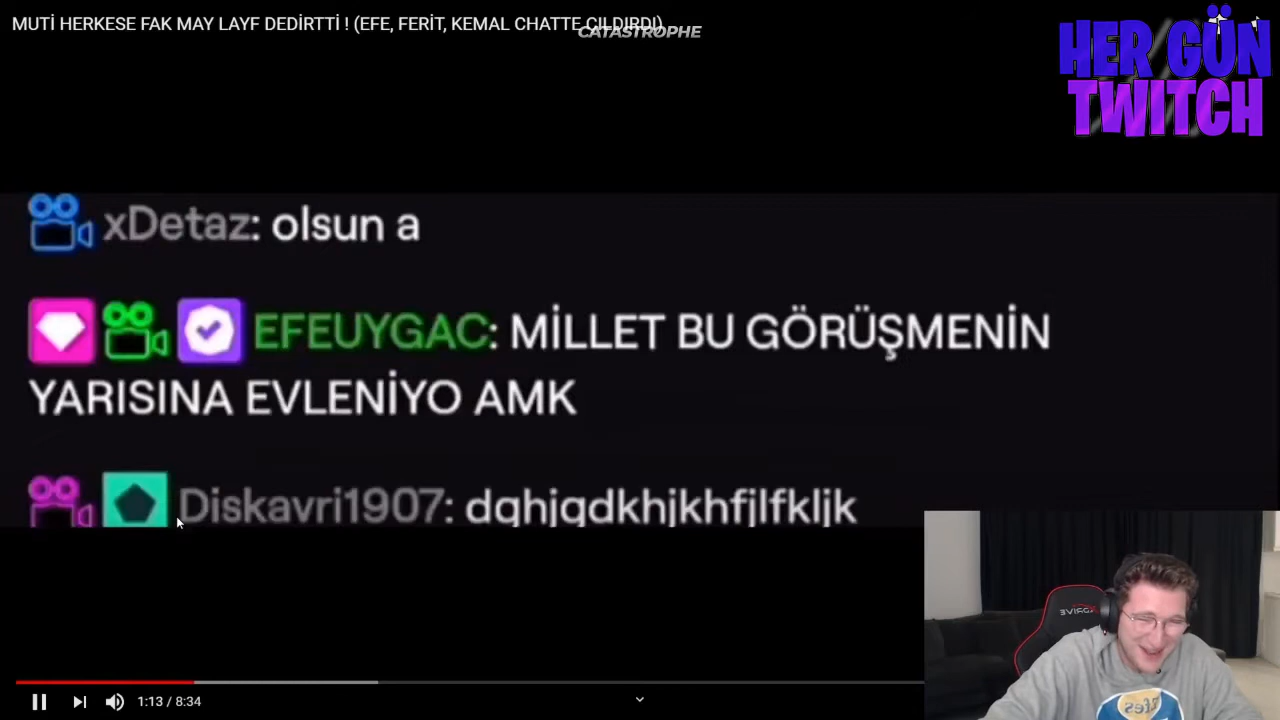 MUTİ HERKESE FAK MAY LAYF DEDİRTTİ ! (EFE, FERİT, KEMAL CHATTE ÇILDIRDI)
CATASTROPHE
HER GÜN
TWITCH
xDetaz: olsun a
EFEUYGAC: MİLLET BU GÖRÜŞMENİN
YARISINA EVLENİYO AMK
Diskavri1907: dghjgdkhjkhfjlfkljk
1:13 / 8:34